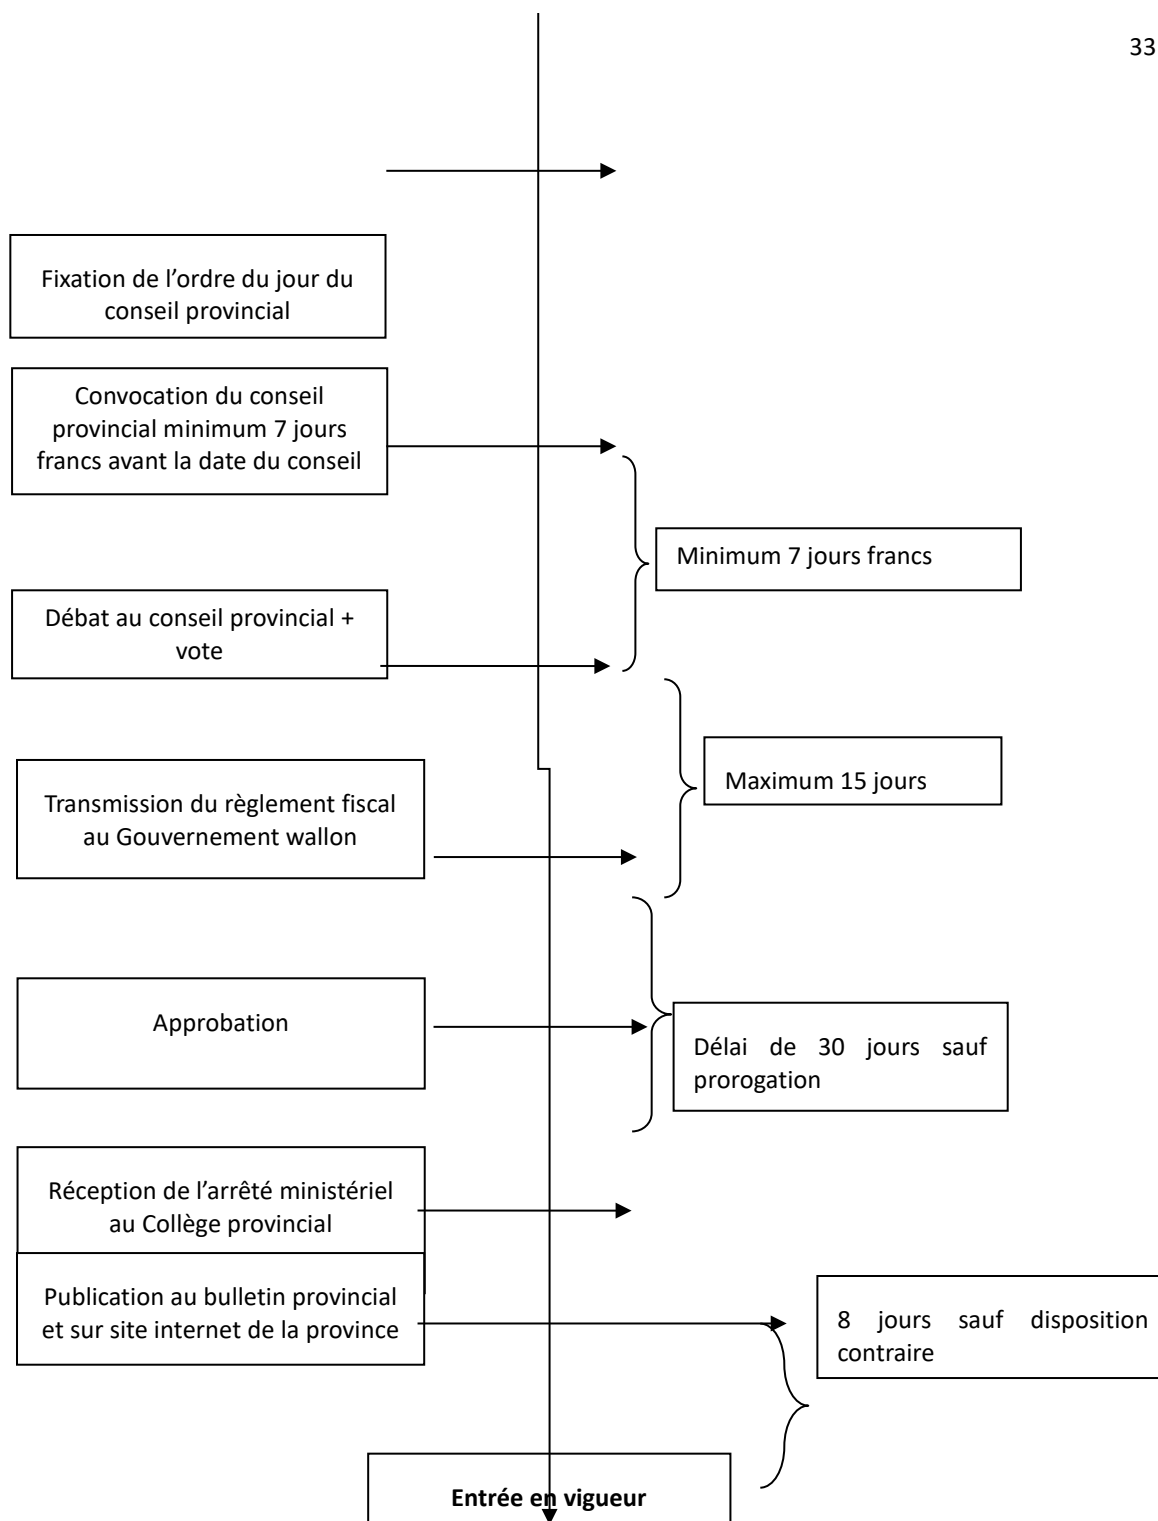 33
Fixation de l’ordre du jour du
conseil provincial
Convocation du conseil
provincial minimum 7 jours
francs avant la date du conseil
Minimum 7 jours francs
Débat au conseil provincial +
vote
Maximum 15 jours
Transmission du règlement fiscal
au Gouvernement wallon
Approbation
Délai de 30 jours sauf
prorogation
Réception de l’arrêté ministériel
au Collège provincial
Publication au bulletin provincial
et sur site internet de la province
8 jours sauf disposition
contraire
Entrée en vigueur